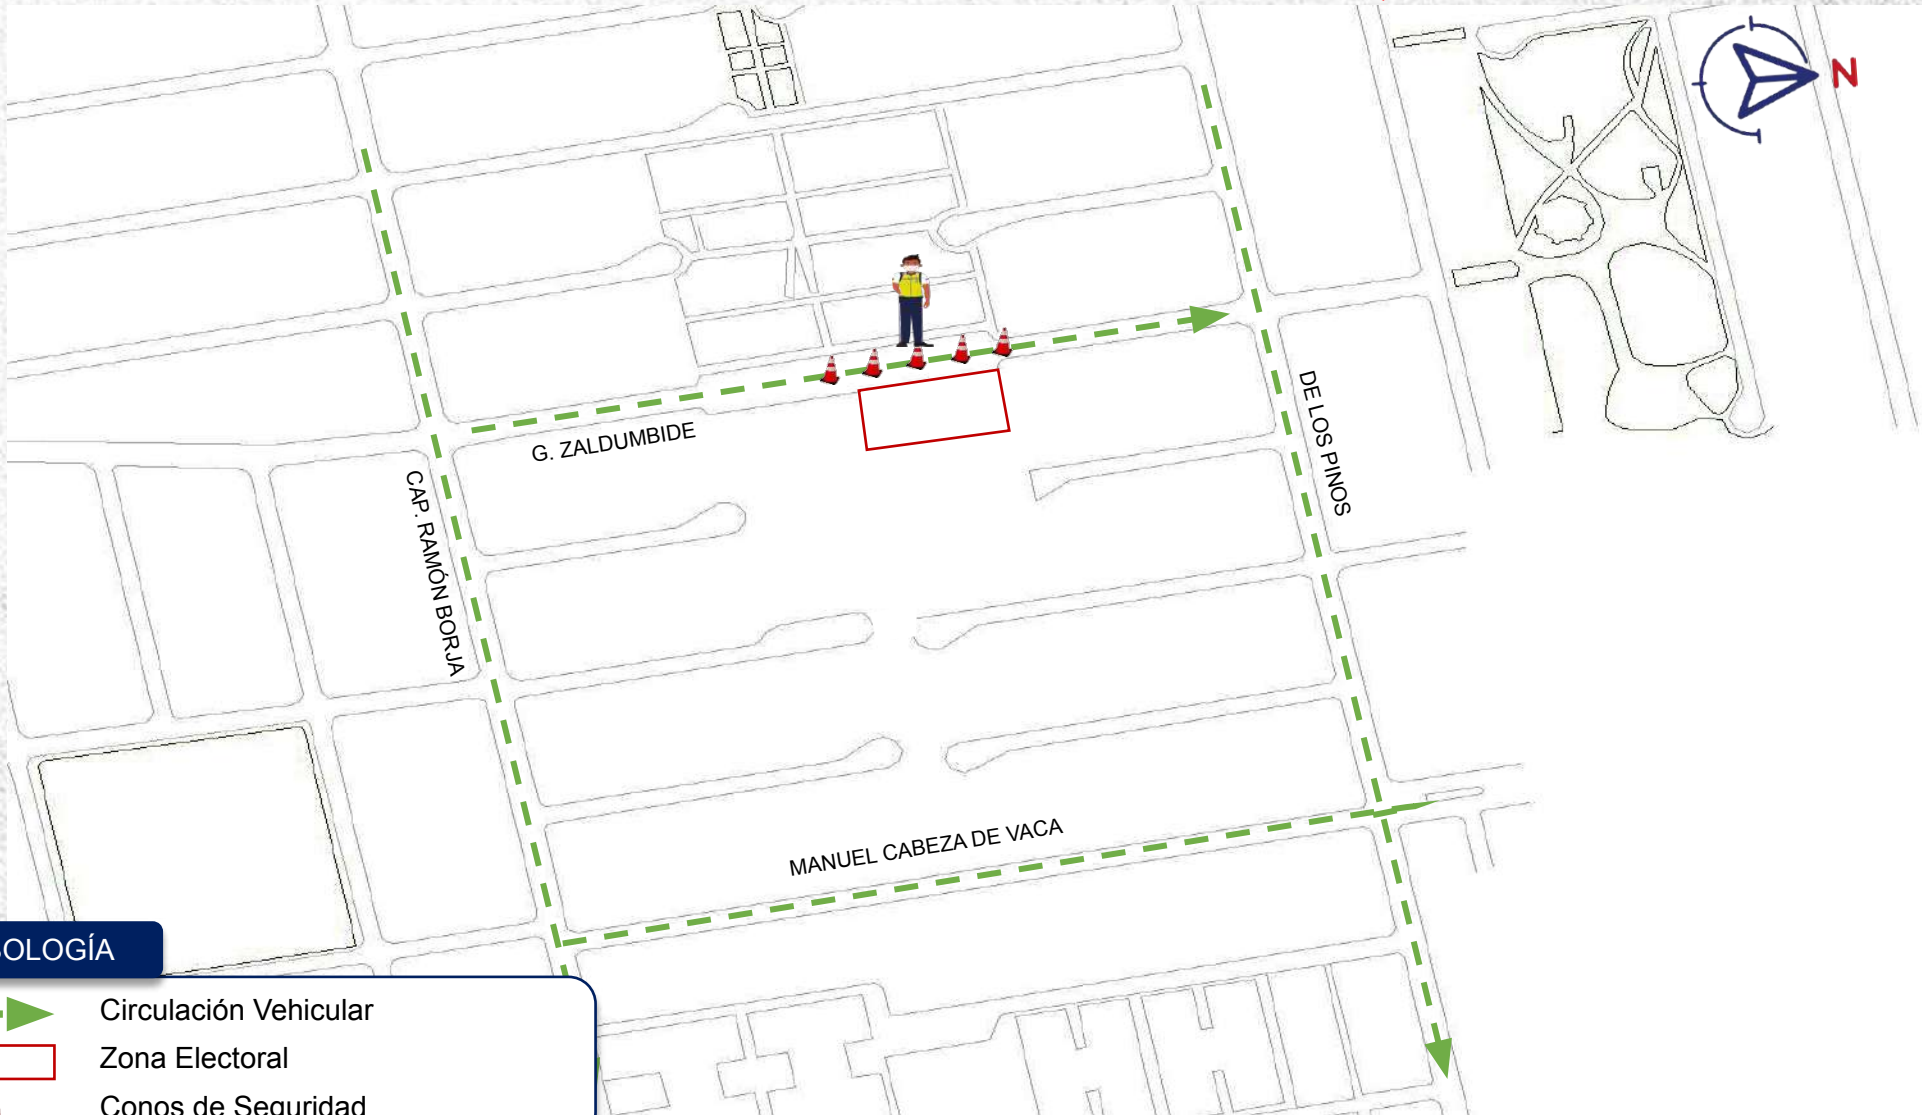 N
G. ZALDUMBIDE
DE LOS PINOS
CAP. RAMÓN BORJA
MANUEL CABEZA DE VACA
OLOGÍA
Circulación Vehicular
Zona Electoral
Conos de Seguridad